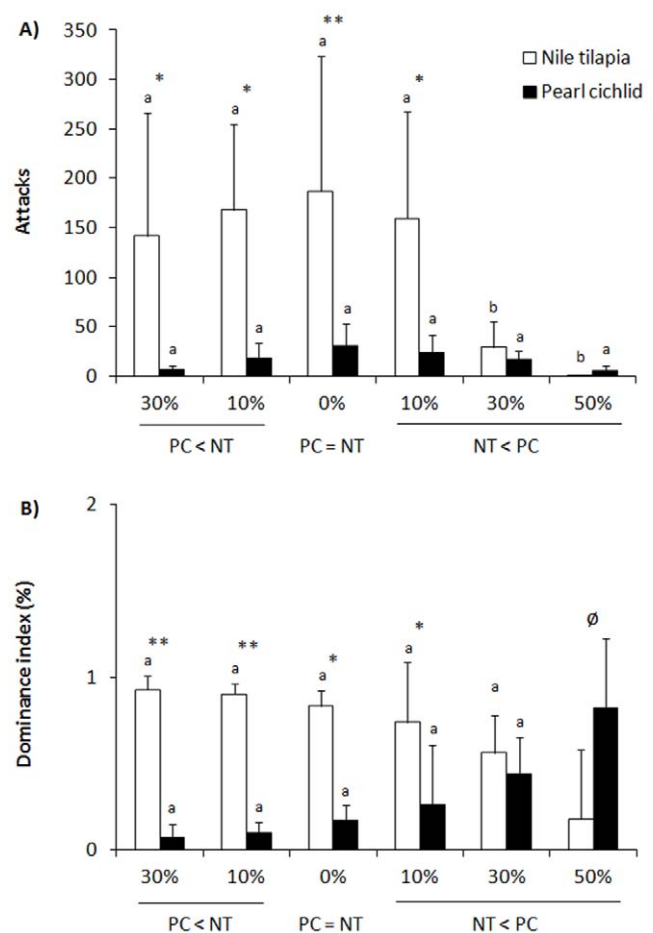 A)
350
300
250
200
150
100
50
0
Attacks
Nile tilapia
Pearl cichlid
* * ** *
a a a a
a a a a b a b a
30% 10% 0% 10% 30% 50%
PC < NT PC = NT NT < PC
B)
2
1
0
Dominance index (%)
** ** * * Ø
a a a a a
a a a a a
30% 10% 0% 10% 30% 50%
PC < NT PC = NT NT < PC